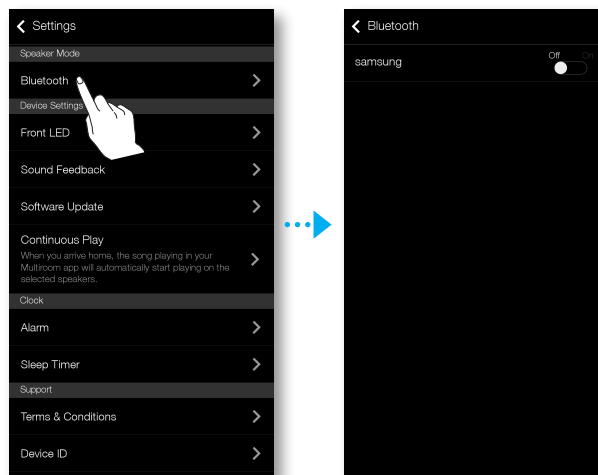 Settings
Speaker Mode
Bluetooth
Device Settings
Front LED
Sound Feedback
Software Update
Continuous Play
When you arrive home, the song playing in your
Multiroom app will automatically start playing on the
selected speakers.
Clock
Alarm
Sleep Timer
Support
Terms & Conditions
Device ID
Bluetooth
samsung
Off On